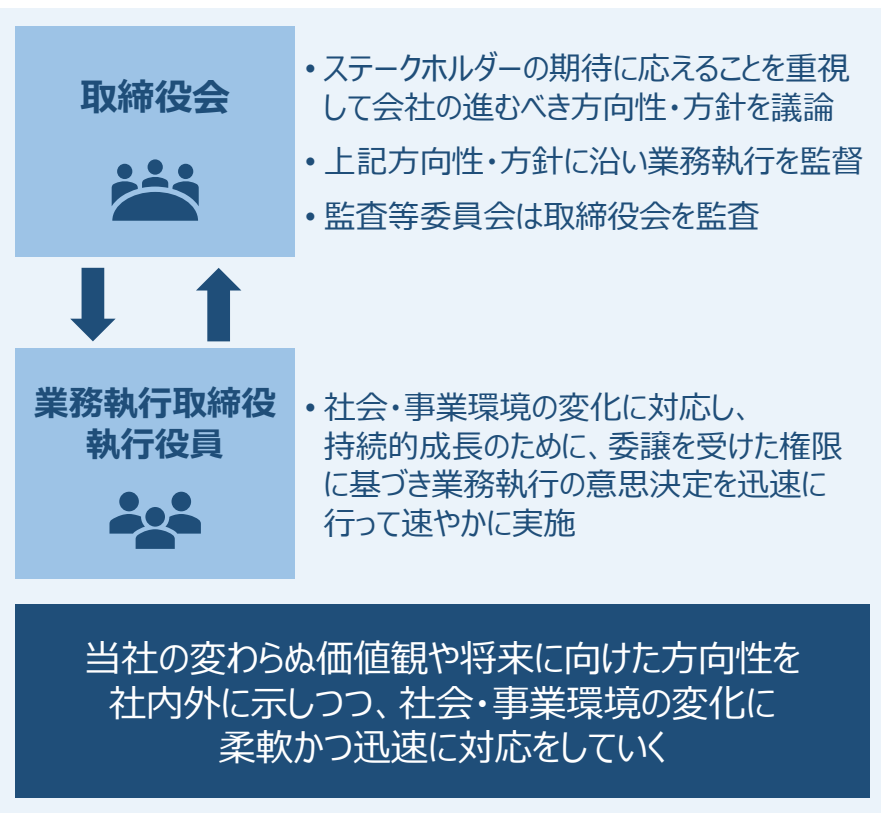 取締役会
・ステークホルダーの期待に応えることを重視
して会社の進むべき方向性・方針を議論
・上記方向性・方針に沿い業務執行を監督
・監査等委員会は取締役会を監査
業務執行取締役
執行役員
・社会・事業環境の変化に対応し、
持続的成長のために、委譲を受けた権限
に基づき業務執行の意思決定を迅速に
行って速やかに実施
当社の変わらぬ価値観や将来に向けた方向性を
社内外に示しつつ、社会・事業環境の変化に
柔軟かつ迅速に対応をしていく